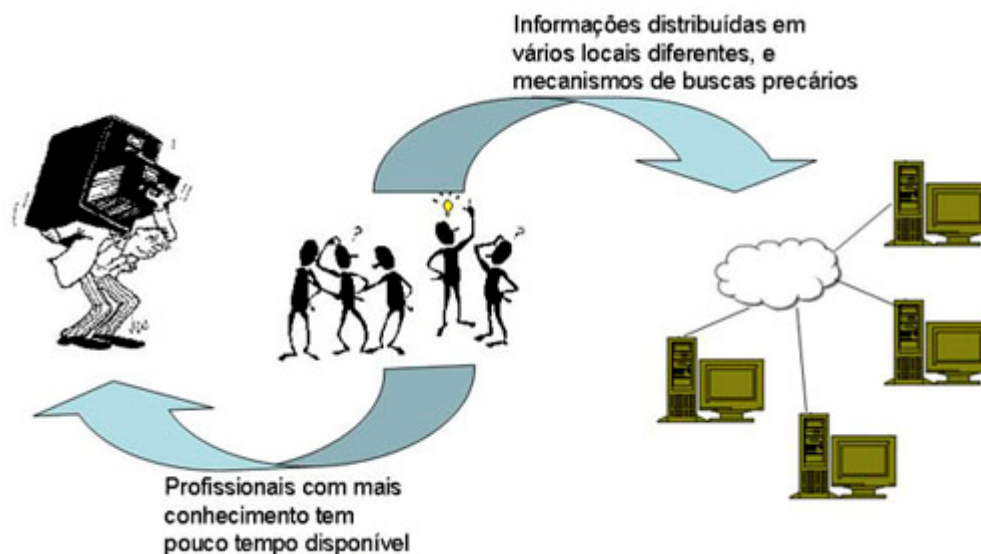 Informações distribuídas em
vários locais diferentes, e
mecanismos de buscas precários
?
?
Profissionais com mais
conhecimento tem
pouco tempo disponível